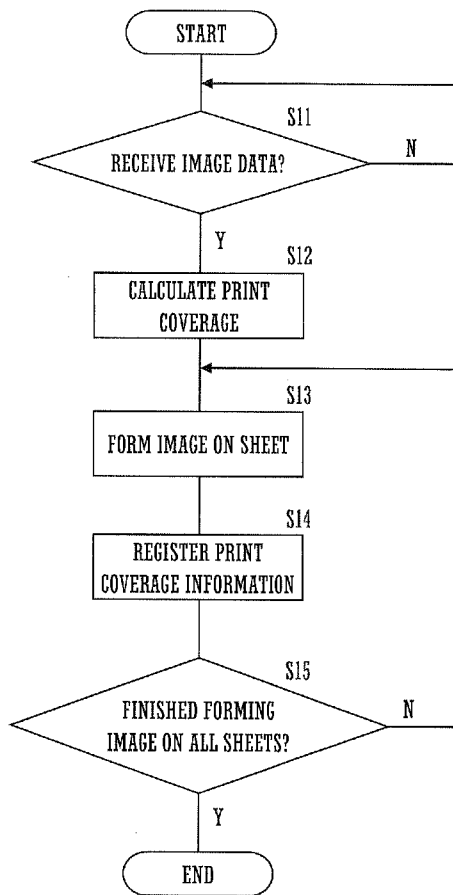 START
S11
RECEIVE IMAGE DATA?
N
Y
S12
CALCULATE PRINT
COVERAGE
S13
FORM IMAGE ON SHEET
S14
REGISTER PRINT
COVERAGE INFORMATION
S15
FINISHED FORMING
IMAGE ON ALL SHEETS?
N
Y
END